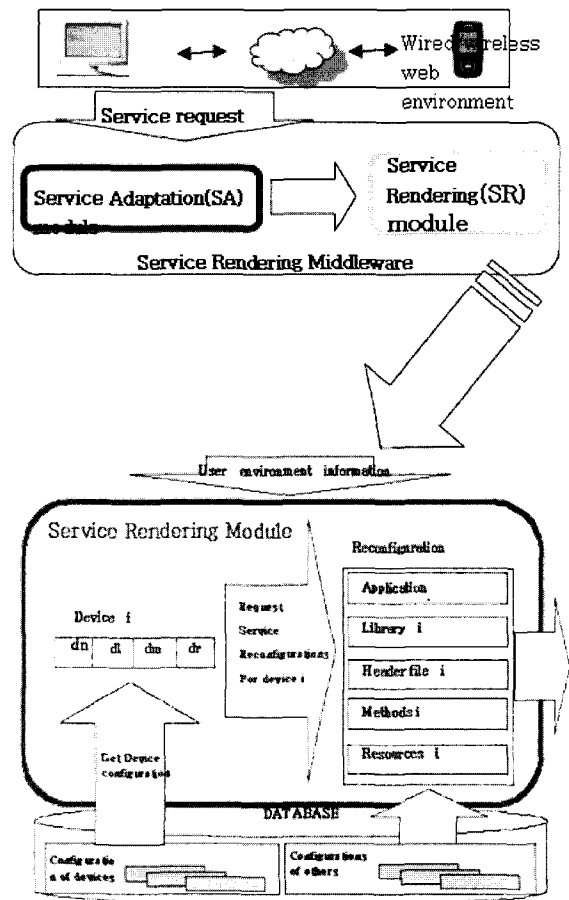 Wired/wireless
web
environment
Service request
Service Adaptation(SA)
module
Service
Rendering(SR)
module
Service Rendering Middleware
User environment information
Service Rendering Module
Reconfiguration
Device i
dn dl dm dr
Request
Service
Reconfigurations
For device i
Application
Library i
Header file i
Methods i
Resources i
Get Device
configuration
DATABASE
Configuratio
n of devices
Configurations
of others